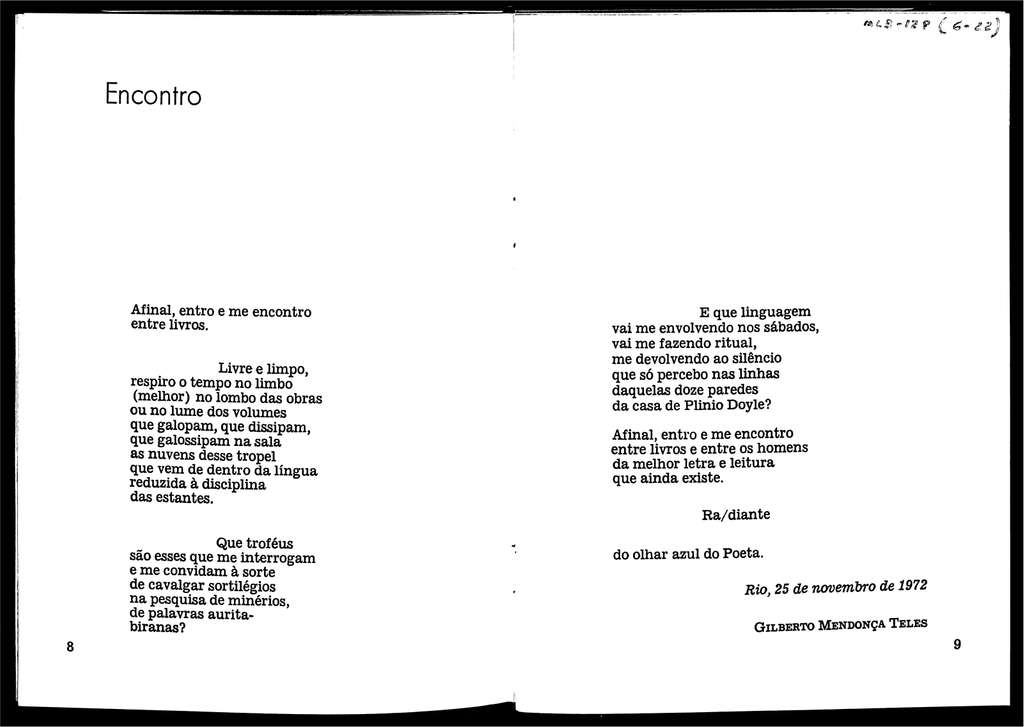 MLB-128 (6-22)
Encontro
Afinal, entro e me encontro
entre livros.
Livre e limpo,
respiro o tempo no limbo
(melhor) no lombo das obras
ou no lume dos volumes
que galopam, que dissipam,
que galossipam na sala
as nuvens desse tropel
que vem de dentro da língua
reduzida à disciplina
das estantes.
Que troféus
são esses que me interrogam
e me convidam à sorte
de cavalgar sortilégios
na pesquisa de minérios,
de palavras aurita-
biranas?
8
E que linguagem
vai me envolvendo nos sábados,
vai me fazendo ritual,
me devolvendo ao silêncio
que só percebo nas linhas
daquelas doze paredes
da casa de Plinio Doyle?
Afinal, entro e me encontro
entre livros e entre os homens
da melhor letra e leitura
que ainda existe.
Ra/diante
do olhar azul do Poeta.
Rio, 25 de novembro de 1972
GILBERTO MENDONÇA TELES
9